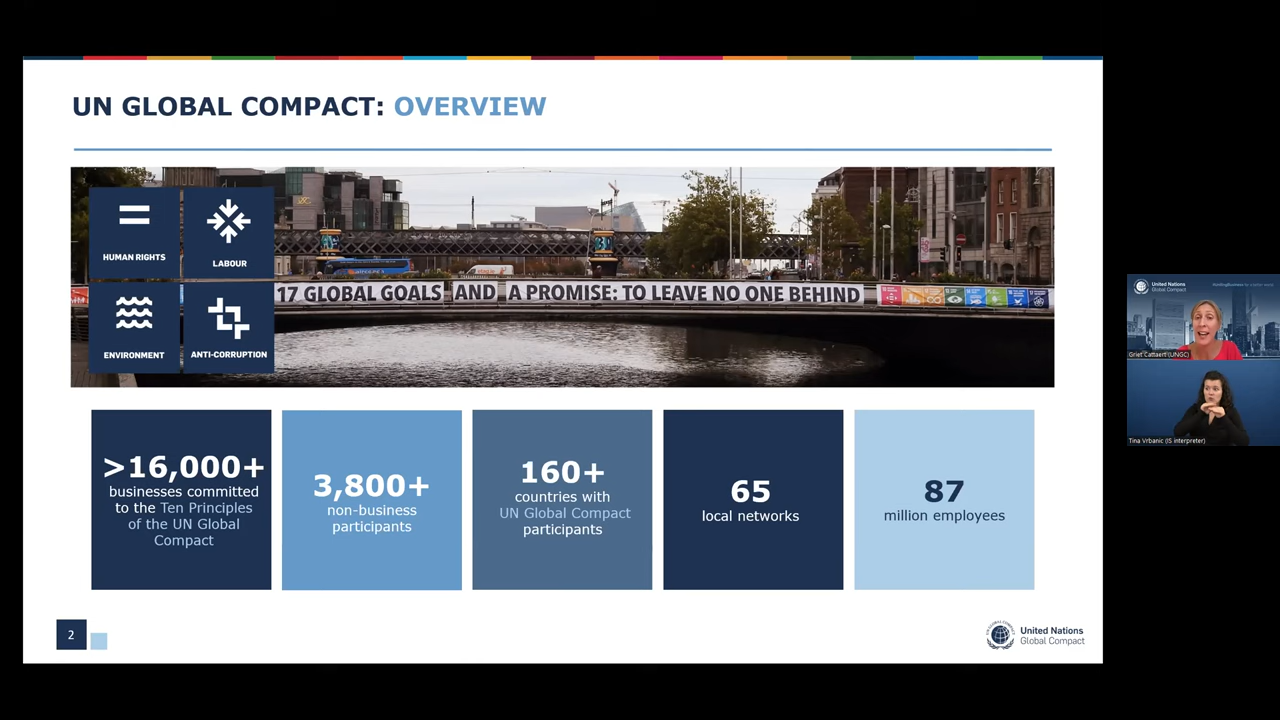 UN GLOBAL COMPACT: OVERVIEW
HUMAN RIGHTS
LABOUR
ENVIRONMENT
ANTI-CORRUPTION
17 GLOBAL GOALS AND A PROMISE: TO LEAVE NO ONE BEHIND
>16,000+
businesses committed
to the Ten Principles
of the UN Global
Compact
3,800+
non-business
participants
160+
countries with
UN Global Compact
participants
65
local networks
87
million employees
2
United Nations
Global Compact
United Nations
Global Compact
Griet Cattaert (UNGC)
Tina Vrbanic (IS interpreter)